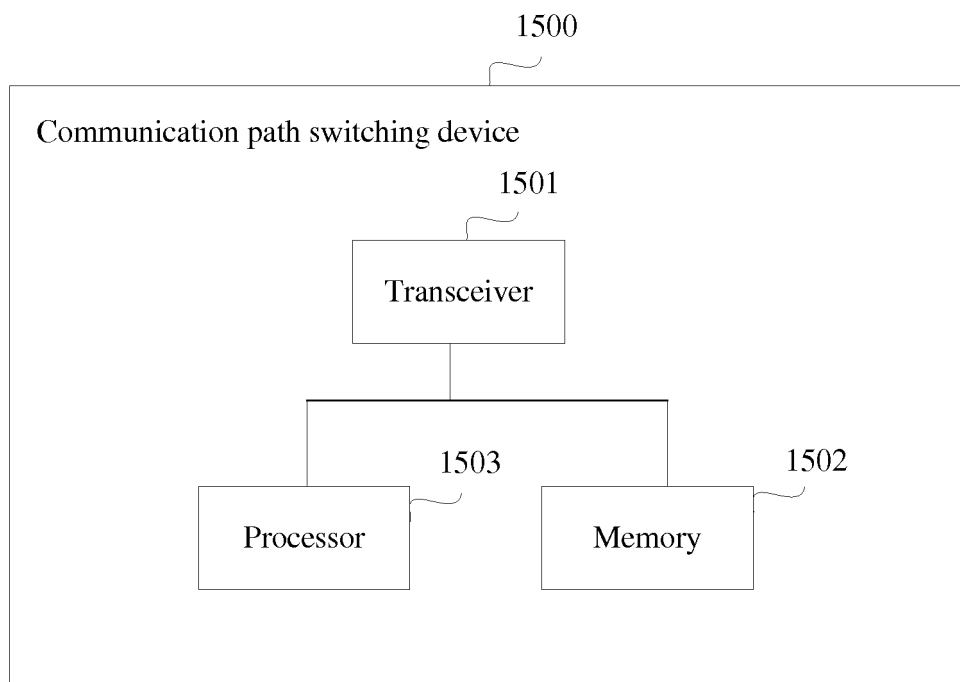 1500
Communication path switching device
1501
Transceiver
1503
1502
Processor
Memory